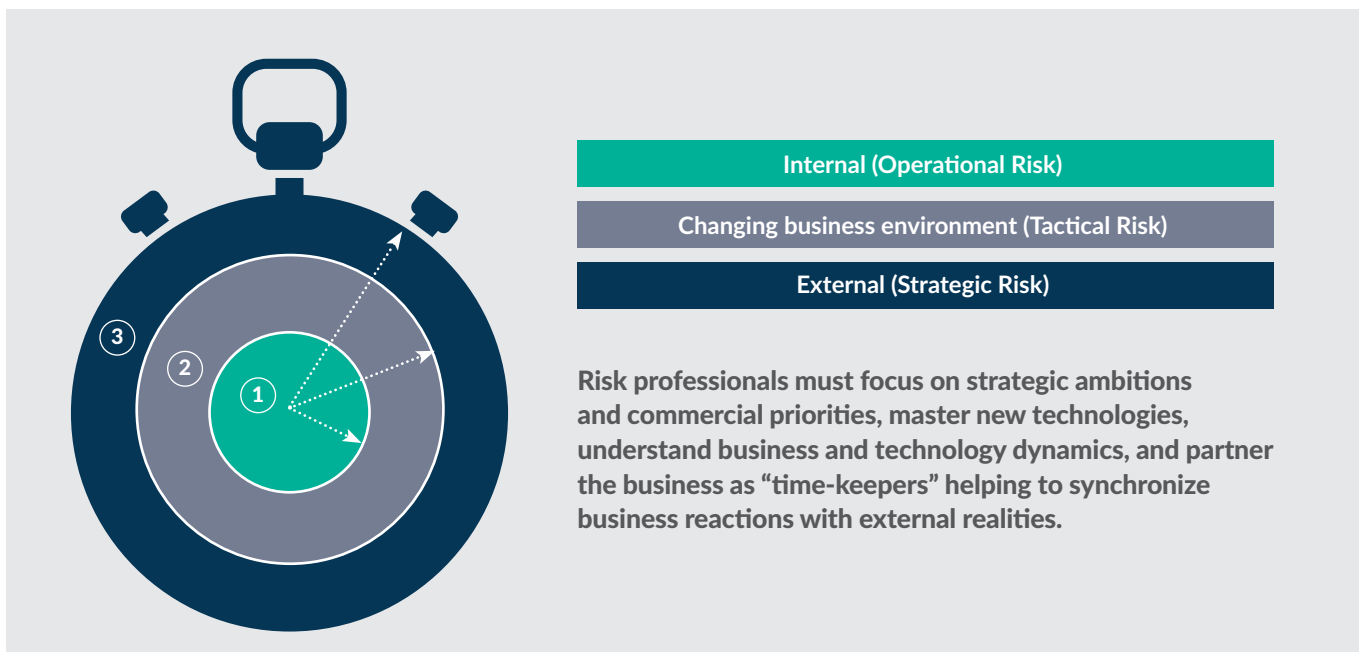 3
2
1
Internal (Operational Risk)
Changing business environment (Tactical Risk)
External (Strategic Risk)
Risk professionals must focus on strategic ambitions
and commercial priorities, master new technologies,
understand business and technology dynamics, and partner
the business as “time-keepers” helping to synchronize
business reactions with external realities.